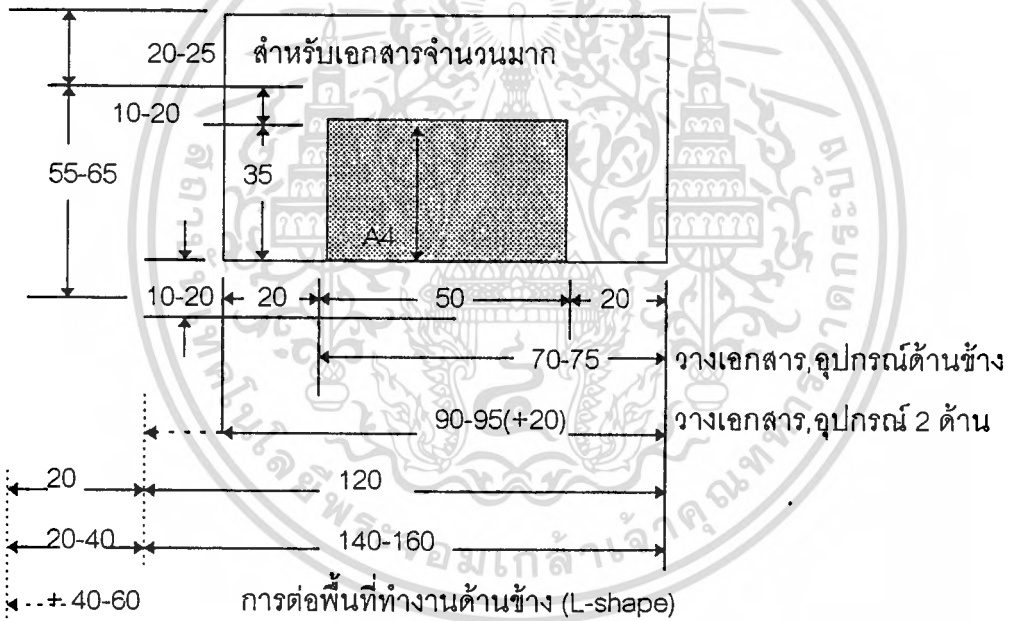 20-25 สำหรับเอกสารจำนวนมาก
10-20
55-65 35
A4
10-20 20 50 20
70-75 วางเอกสาร,อุปกรณ์ด้านข้าง
90-95(+20) วางเอกสาร,อุปกรณ์ 2 ด้าน
20 120
20-40 140-160
+ 40-60 การต่อพื้นที่ทำงานด้านข้าง (L-shape)